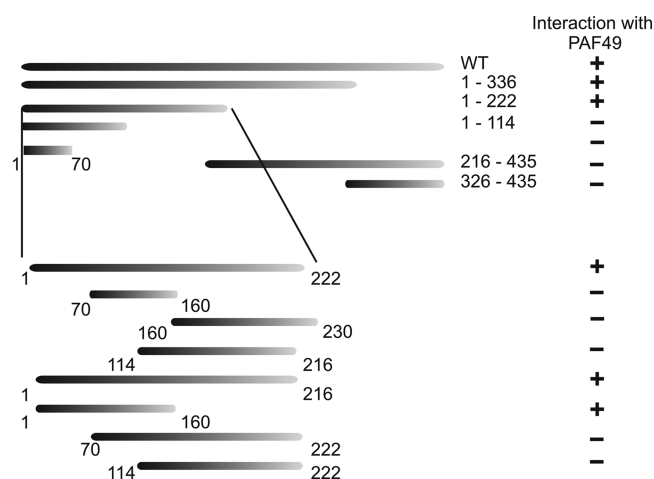 Interaction with
PAF49
WT +
1 - 336 +
1 - 222 +
1 - 114 −
1 70 −
216 - 435 −
326 - 435 −
1 222 +
70 160 −
160 230 −
114 216 −
1 216 +
1 160 +
70 222 −
114 222 −